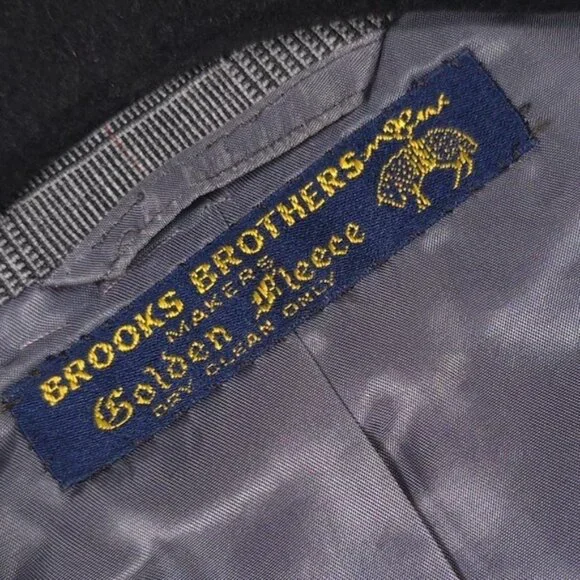 BROOKS BROTHERS
MAKERS
Golden Fleece
DRY CLEAN ONLY